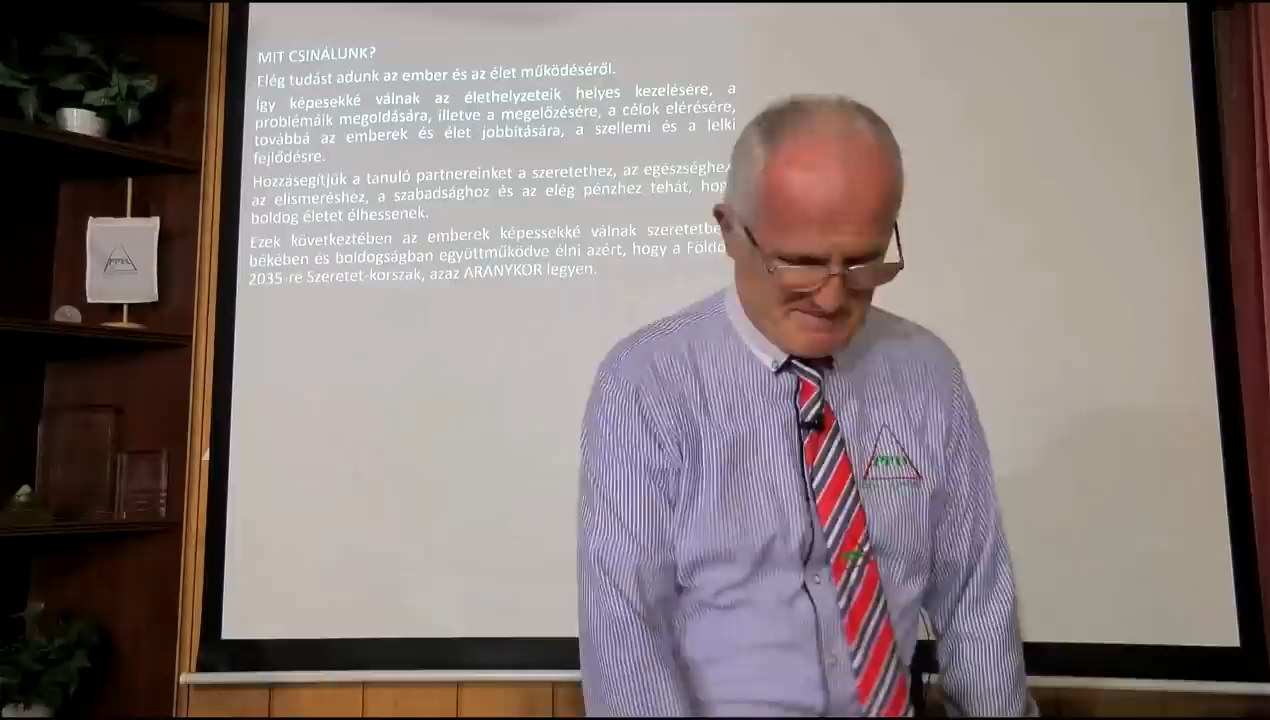 MIT CSINÁLUNK?
Elég tudást adunk az ember és az élet működéséről.
Így képesekké válnak az élethelyzeteik helyes kezelésére, a
problémáik megoldására, illetve a megelőzésére, a célok elérésére,
továbbá az emberek és élet jobbítására, a szellemi és a lelki
fejlődésre.
Hozzásegítjük a tanuló partnereinket a szeretethez, az egészséghez
az elismeréshez, a szabadsághoz és az elég pénzhez tehát, hog
boldog életet élhessenek.
Ezek következtében az emberek képessekké válnak szeretetbe
békében és boldogságban együttműködve élni azért, hogy a Földö
2035-re Szeretet-korszak, azaz ARANYKOR legyen.